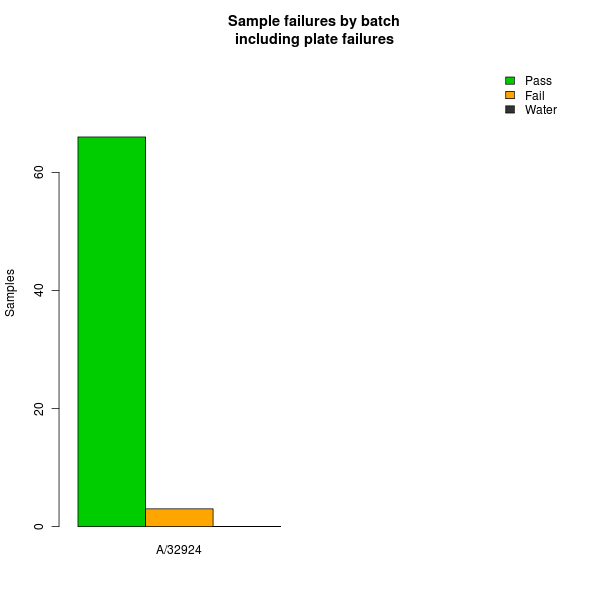 Sample failures by batch
including plate failures
Pass
Fail
Water
60
40
20
0
Samples
A/32924